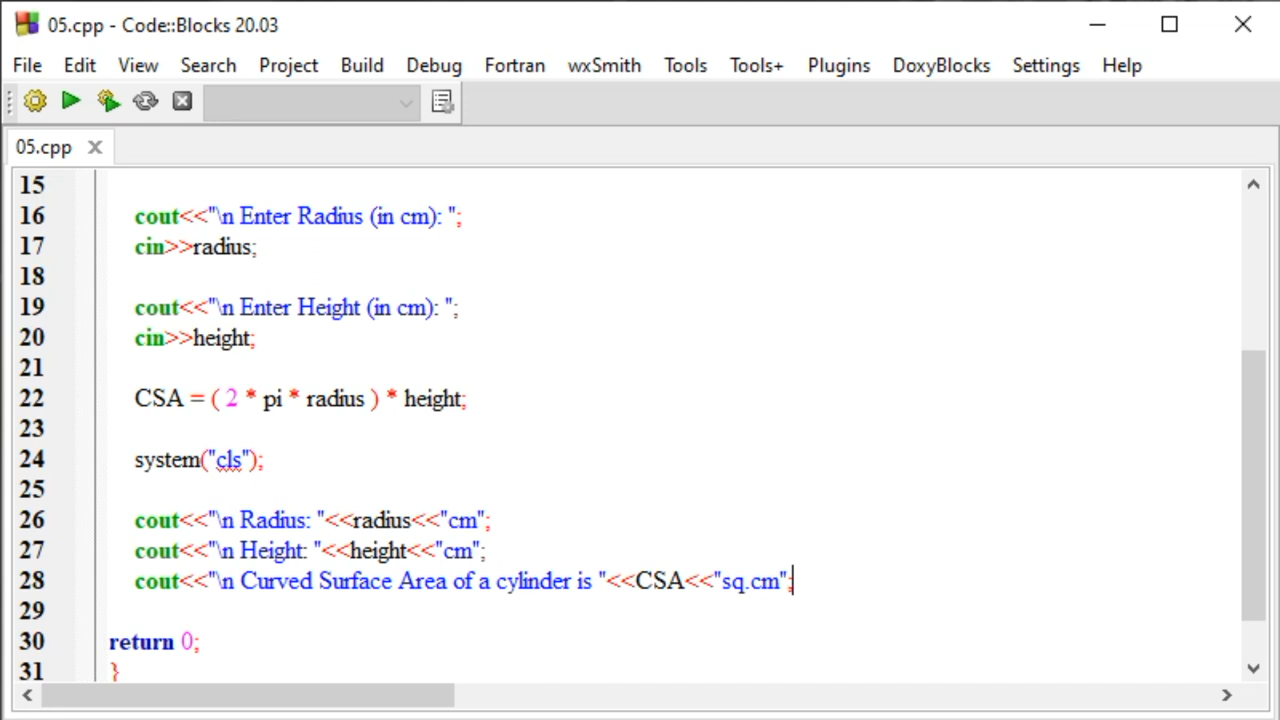 05.cpp - Code::Blocks 20.03
File Edit View Search Project Build Debug Fortran wxSmith Tools Tools+ Plugins DoxyBlocks Settings Help
05.cpp
15
16 cout<<"\n Enter Radius (in cm): ";
17 cin>>radius;
18
19 cout<<"\n Enter Height (in cm): ";
20 cin>>height;
21
22 CSA = ( 2 * pi * radius ) * height;
23
24 system("cls");
25
26 cout<<"\n Radius: "<<radius<<"cm";
27 cout<<"\n Height: "<<height<<"cm";
28 cout<<"\n Curved Surface Area of a cylinder is "<<CSA<<"sq.cm";
29
30 return 0;
31 }